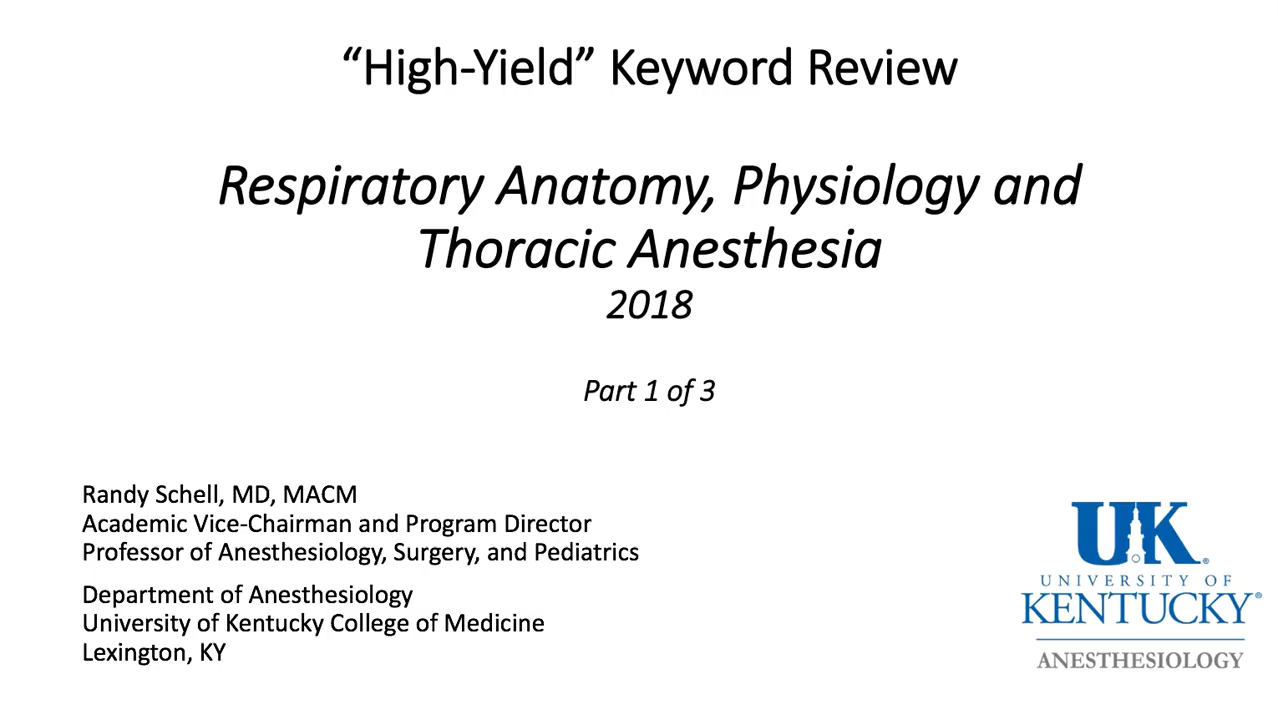 “High-Yield” Keyword Review
Respiratory Anatomy, Physiology and
Thoracic Anesthesia
2018
Part 1 of 3
Randy Schell, MD, MACM
Academic Vice-Chairman and Program Director
Professor of Anesthesiology, Surgery, and Pediatrics
Department of Anesthesiology
University of Kentucky College of Medicine
Lexington, KY
UK®
UNIVERSITY OF
KENTUCKY®
ANESTHESIOLOGY